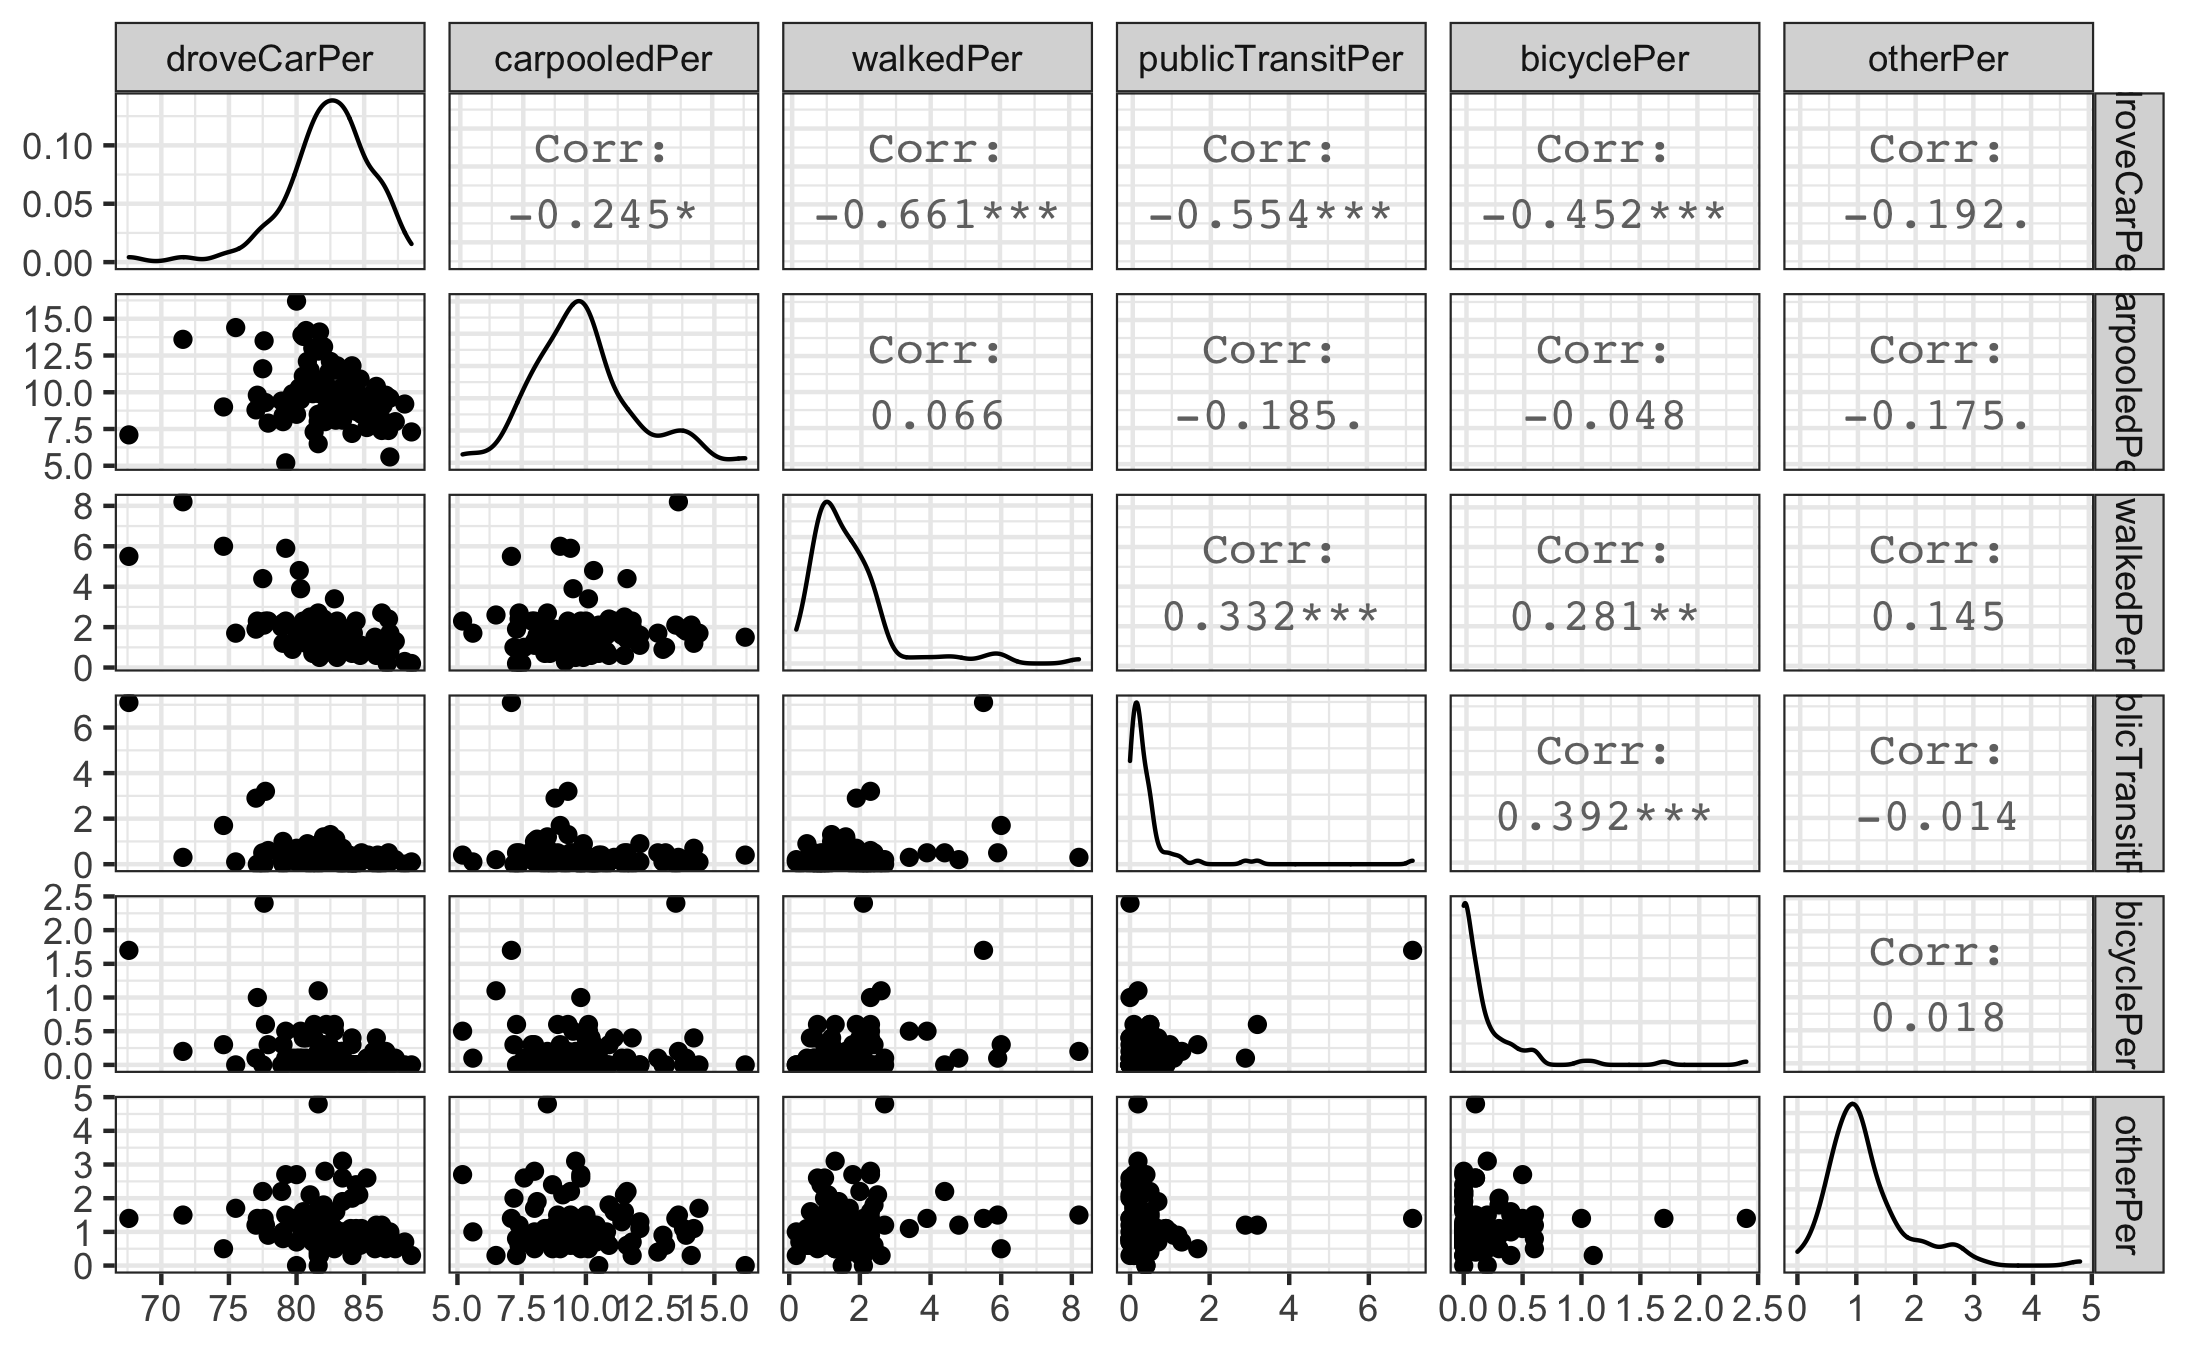 droveCarPer carpooledPer walkedPer publicTransitPer bicyclePer otherPer
0.10
0.05
0.00
Corr:
-0.245*
Corr:
-0.661***
Corr:
-0.554***
Corr:
-0.452***
Corr:
-0.192.
roveCarPe
15.0
12.5
10.0
7.5
5.0
Corr:
0.066
Corr:
-0.185.
Corr:
-0.048
Corr:
-0.175.
arpooledPe
8
6
4
2
0
Corr:
0.332***
Corr:
0.281**
Corr:
0.145
walkedPer
6
4
2
0
Corr:
0.392***
Corr:
-0.014
blicTransitP
2.5
2.0
1.5
1.0
0.5
0.0
Corr:
0.018
bicyclePer
5
4
3
2
1
0
otherPer
70 75 80 85
5.0 7.5 10.0 12.5 15.0
0 2 4 6 8
0 2 4 6
0.0 0.5 1.0 1.5 2.0 2.5
0 1 2 3 4 5